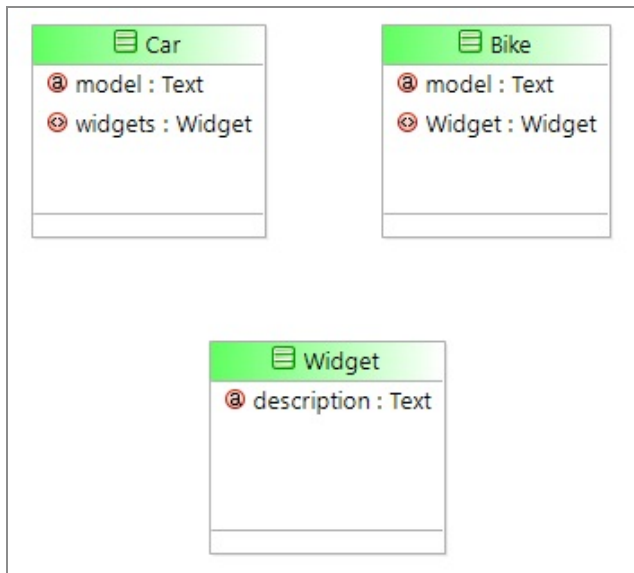 Car
model : Text
widgets : Widget
Bike
model : Text
Widget : Widget
Widget
description : Text